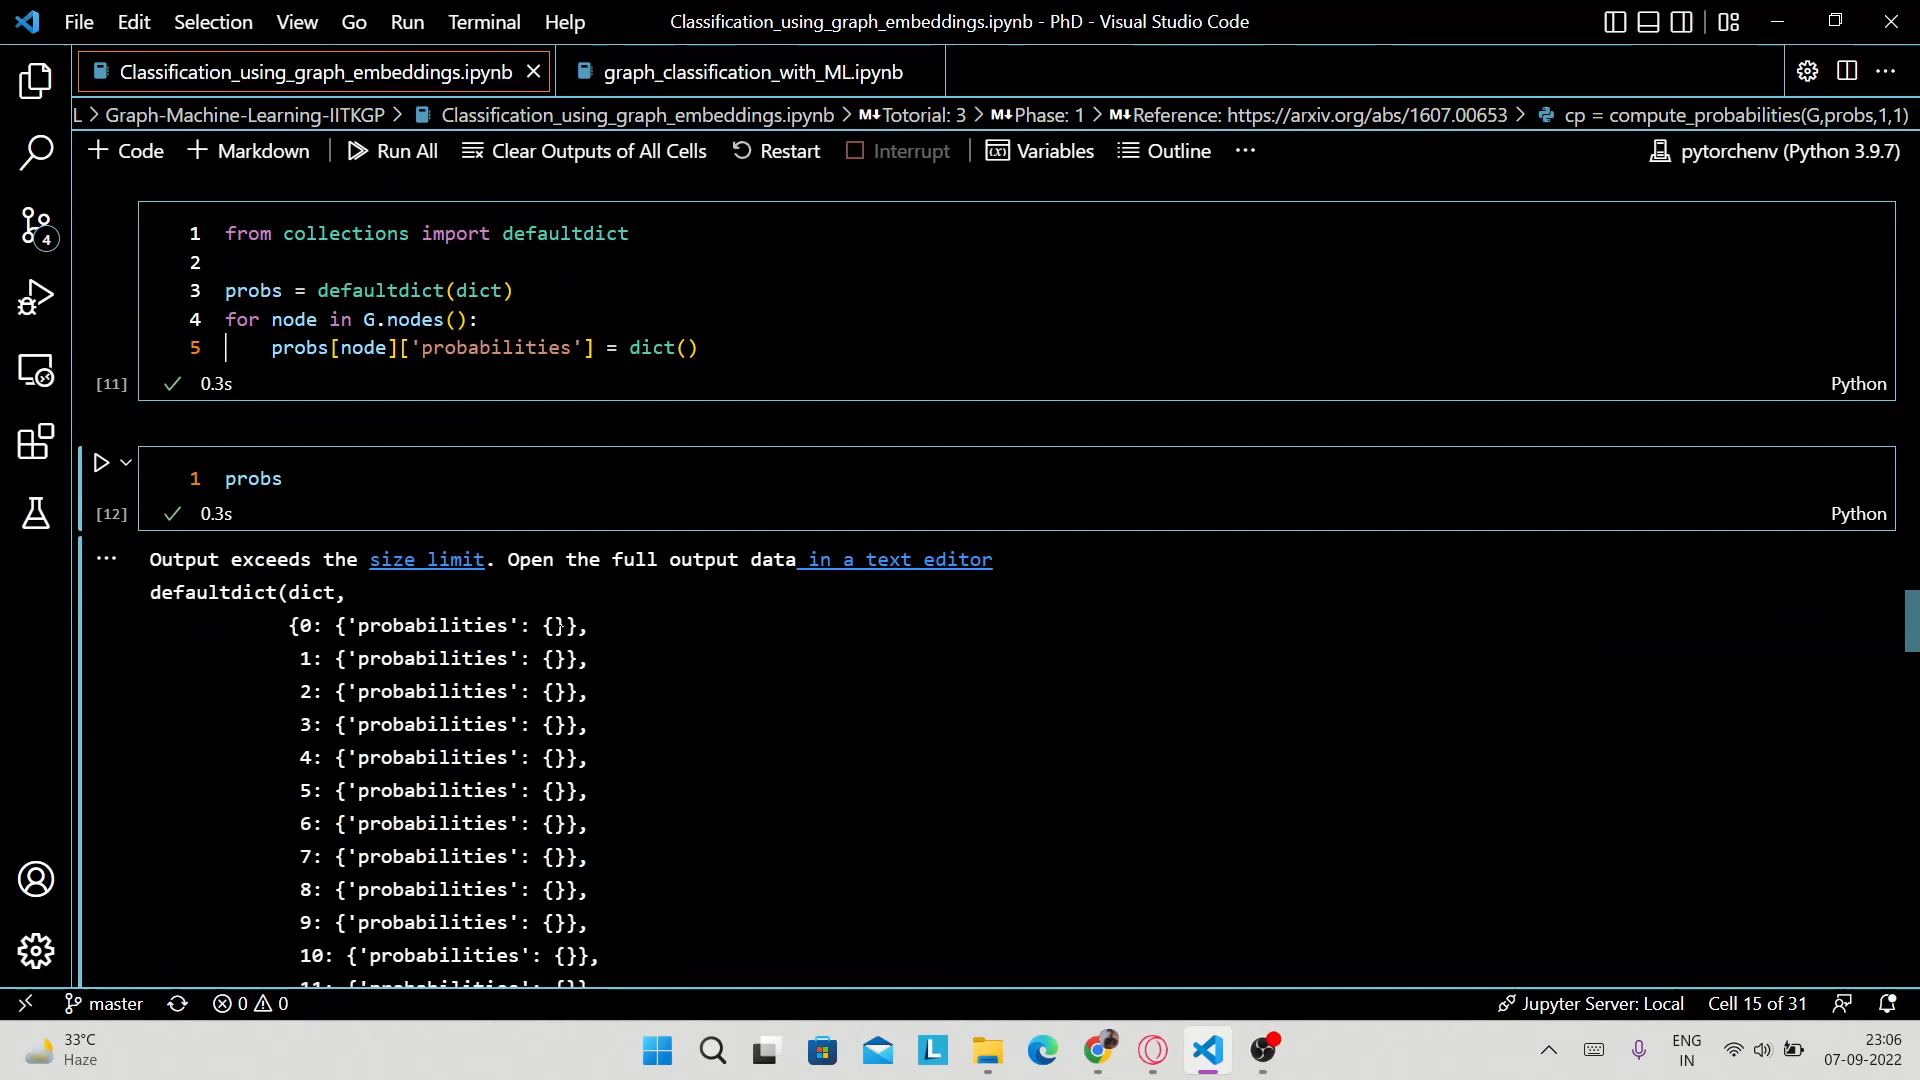 File Edit Selection View Go Run Terminal Help
Classification_using_graph_embeddings.ipynb - PhD - Visual Studio Code
Classification_using_graph_embeddings.ipynb
graph_classification_with_ML.ipynb
L > Graph-Machine-Learning-IITKGP > Classification_using_graph_embeddings.ipynb > M↓Tutorial: 3 > M↓Phase: 1 > M↓Reference: https://arxiv.org/abs/1607.00653 > cp = compute_probabilities(G,probs,1,1)
+ Code + Markdown | Run All Clear Outputs of All Cells Restart Interrupt | Variables Outline ... pytorchenv (Python 3.9.7)
4
1 from collections import defaultdict
2
3 probs = defaultdict(dict)
4 for node in G.nodes():
5 probs[node]['probabilities'] = dict()
[11] ✓ 0.3s Python
1 probs
[12] ✓ 0.3s Python
... Output exceeds the size limit. Open the full output data in a text editor
defaultdict(dict,
{0: {'probabilities': {}},
1: {'probabilities': {}},
2: {'probabilities': {}},
3: {'probabilities': {}},
4: {'probabilities': {}},
5: {'probabilities': {}},
6: {'probabilities': {}},
7: {'probabilities': {}},
8: {'probabilities': {}},
9: {'probabilities': {}},
10: {'probabilities': {}},
master 0 0 Jupyter Server: Local Cell 15 of 31
33°C
Haze
L
ENG
IN
23:06
07-09-2022